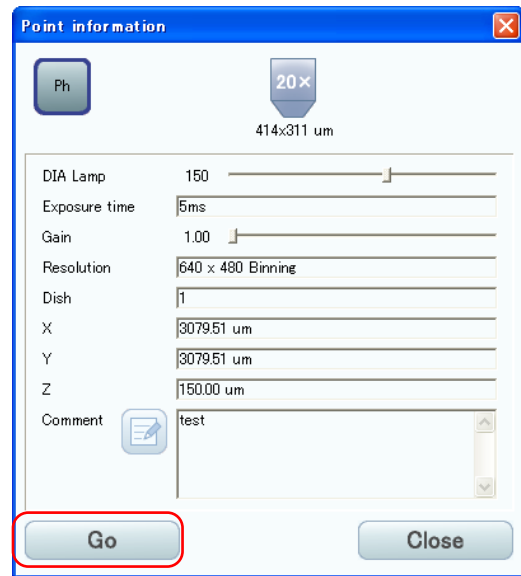 Point information
Ph
20×
414x311 um
DIA Lamp 150
Exposure time 5ms
Gain 1.00
Resolution 640 x 480 Binning
Dish 1
X 3079.51 um
Y 3079.51 um
Z 150.00 um
Comment test
Go Close